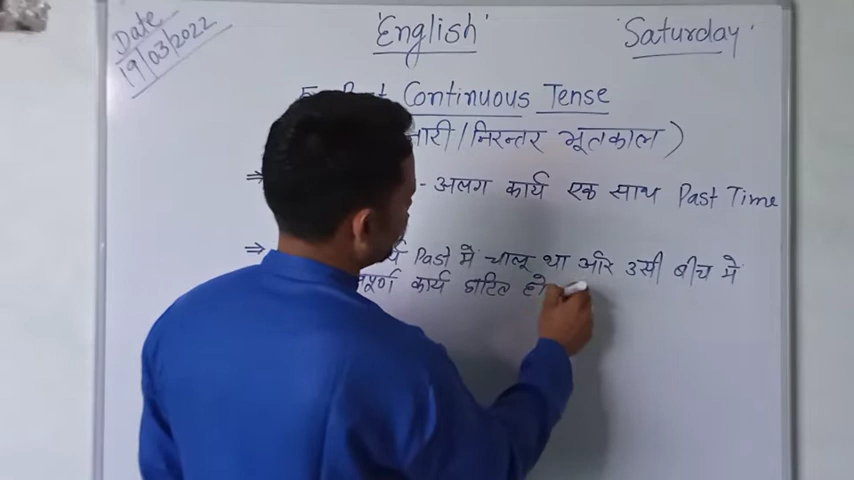 Date
19/03/2022
'English'
Saturday
Continuous Tense
जारी/निरन्तर भूतकाल)
⇒ - अलग कार्य एक साथ Past Time
⇒ Past में चालू था और उसी बीच में
कार्य घटित हो